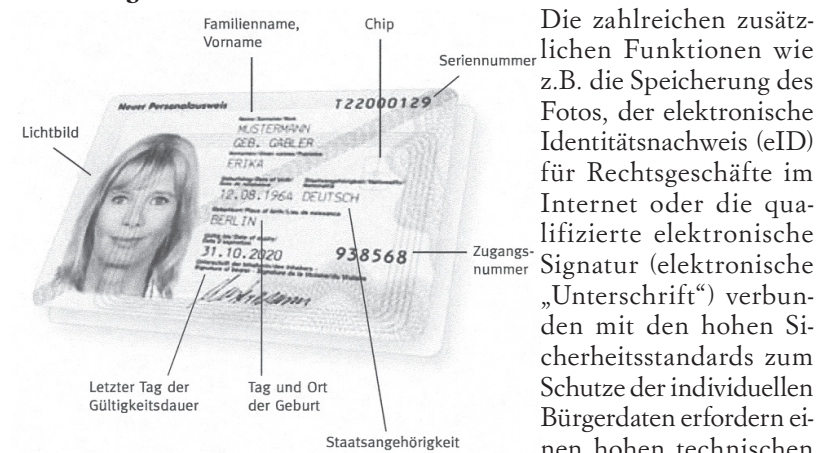 Familienname,
Vorname
Chip
Seriennummer
Lichtbild
Neuer Personalausweis
T22000129
MUSTERMANN
GEB. GABLER
ERIKA
12.08.1964 DEUTSCH
BERLIN
31.10.2020
938568
Zugangs-
nummer
Letzter Tag der
Gültigkeitsdauer
Tag und Ort
der Geburt
Staatsangehörigkeit
Die zahlreichen zusätz-
lichen Funktionen wie
z.B. die Speicherung des
Fotos, der elektronische
Identitätsnachweis (eID)
für Rechtsgeschäfte im
Internet oder die qua-
lifizierte elektronische
Signatur (elektronische
„Unterschrift“) verbun-
den mit den hohen Si-
cherheitsstandards zum
Schutze der individuellen
Bürgerdaten erfordern ei-
nen hohen technischen